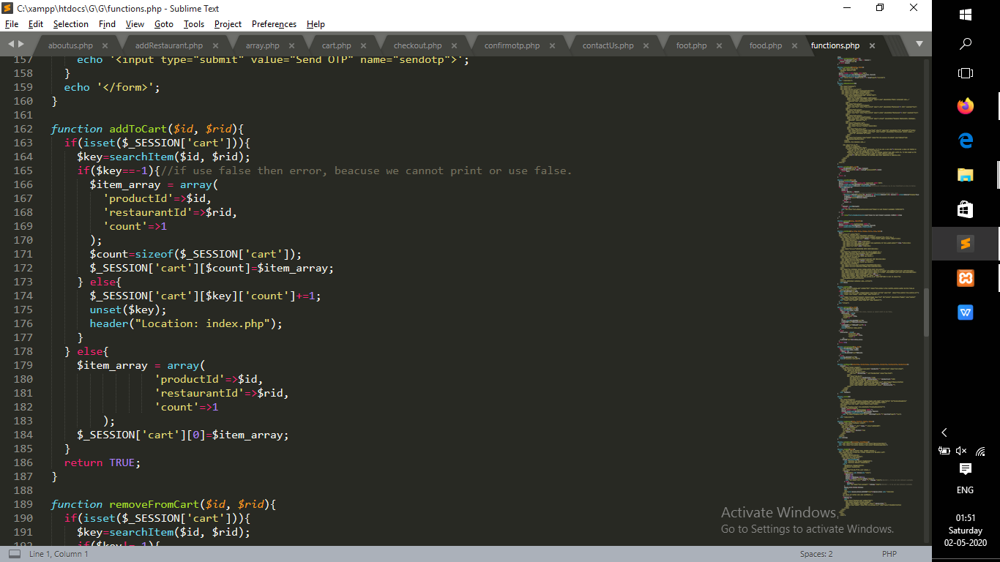 C:\xampp\htdocs\G\G\functions.php - Sublime Text
File Edit Selection Find View Goto Tools Project Preferences Help
aboutus.php addRestaurant.php array.php cart.php checkout.php confirmotp.php contactUs.php foot.php food.php functions.php
157 echo '<input type="submit" value="Send OTP" name="sendotp">';
158 }
159 echo '</form>';
160 }
161
162 function addToCart($id, $rid){
163 if(isset($_SESSION['cart'])){
164 $key=searchItem($id, $rid);
165 if($key==-1){//if use false then error, beacuse we cannot print or use false.
166 $item_array = array(
167 'productId'=>$id,
168 'restaurantId'=>$rid,
169 'count'=>1
170 );
171 $count=sizeof($_SESSION['cart']);
172 $_SESSION['cart'][$count]=$item_array;
173 } else{
174 $_SESSION['cart'][$key]['count']+=1;
175 unset($key);
176 header("Location: index.php");
177 }
178 } else{
179 $item_array = array(
180 'productId'=>$id,
181 'restaurantId'=>$rid,
182 'count'=>1
183 );
184 $_SESSION['cart'][0]=$item_array;
185 }
186 return TRUE;
187 }
188
189 function removeFromCart($id, $rid){
190 if(isset($_SESSION['cart'])){
191 $key=searchItem($id, $rid);
192 if($key!=-1){
Activate Windows
Go to Settings to activate Windows.
Line 1, Column 1 Spaces: 2 PHP
ENG
01:51
Saturday
02-05-2020